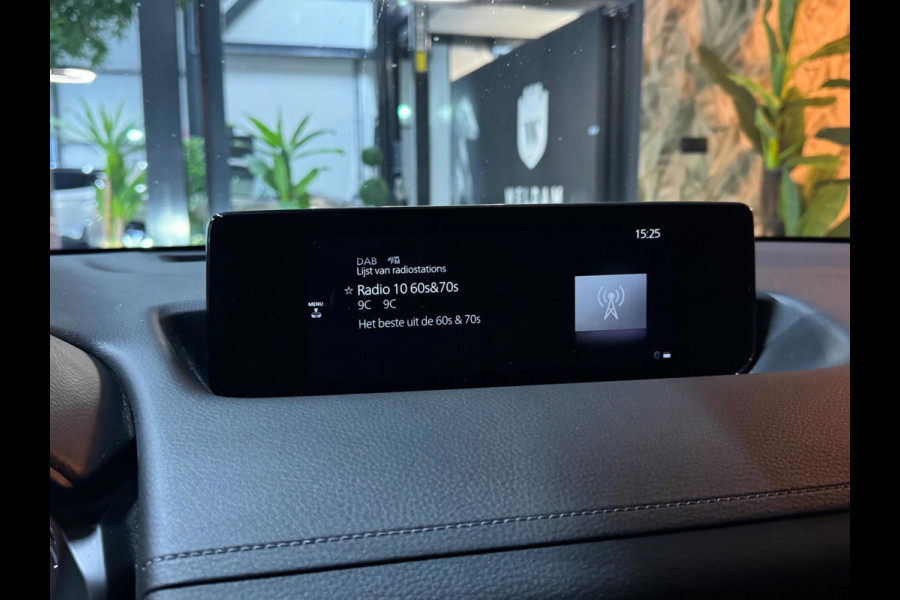 15:25
DAB FM
Lijst van radiostations
☆ Radio 10 60s&70s
9C 9C
Het beste uit de 60s & 70s
MENU